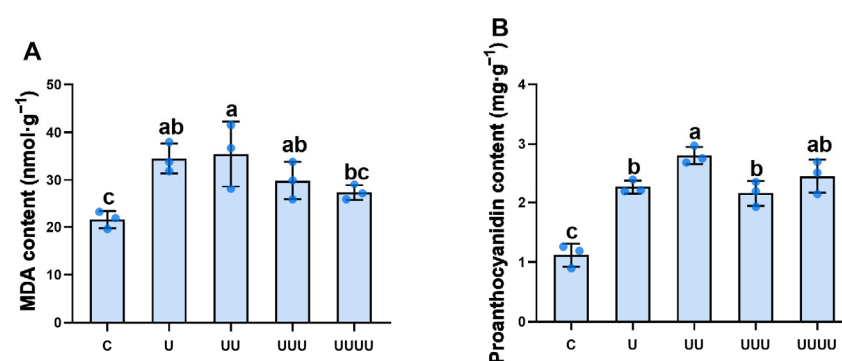 A
MDA content (nmol·g⁻¹)
50
40
30
20
10
0
c
ab
a
ab
bc
C U UU UUU UUUU
B
Proanthocyanidin content (mg·g⁻¹)
4
3
2
1
0
c
b
a
b
ab
C U UU UUU UUUU